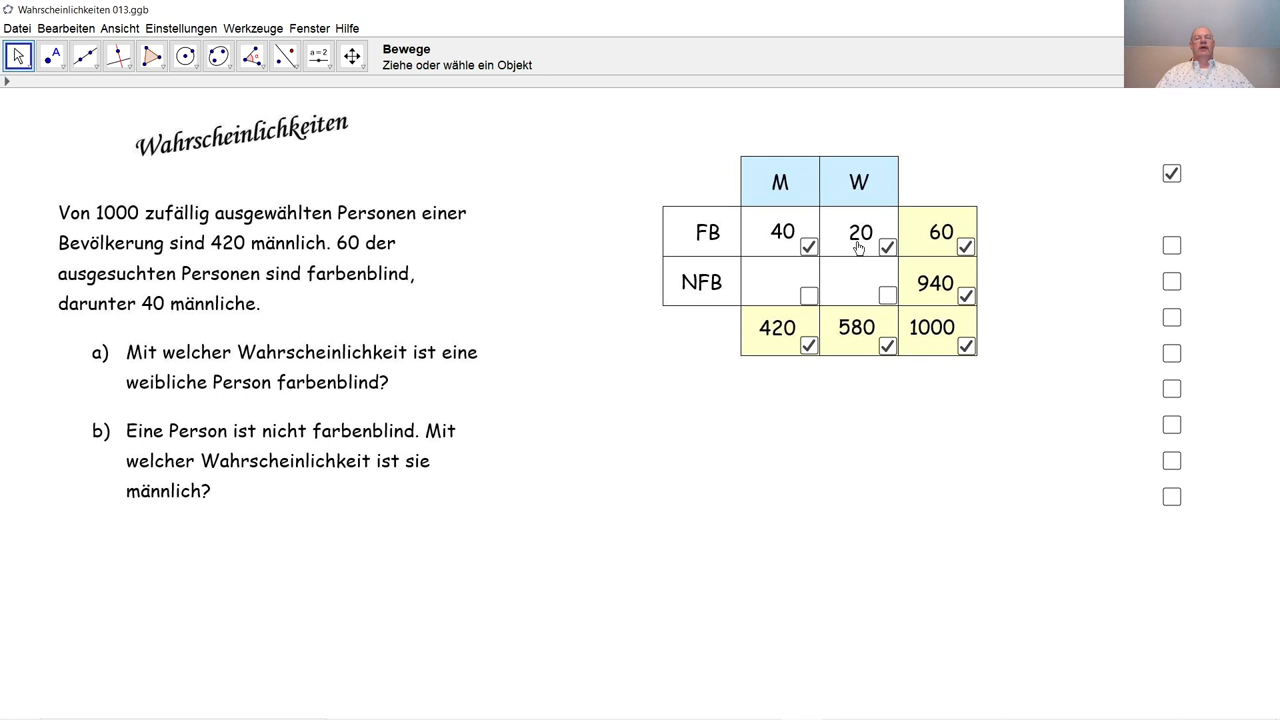 Wahrscheinlichkeiten 013.ggb
Datei Bearbeiten Ansicht Einstellungen Werkzeuge Fenster Hilfe
A
a=2
Bewege
Ziehe oder wähle ein Objekt
Wahrscheinlichkeiten
Von 1000 zufällig ausgewählten Personen einer
Bevölkerung sind 420 männlich. 60 der
ausgesuchten Personen sind farbenblind,
darunter 40 männliche.
a) Mit welcher Wahrscheinlichkeit ist eine
weibliche Person farbenblind?
b) Eine Person ist nicht farbenblind. Mit
welcher Wahrscheinlichkeit ist sie
männlich?
M W
FB 40 20 60
NFB 940
420 580 1000